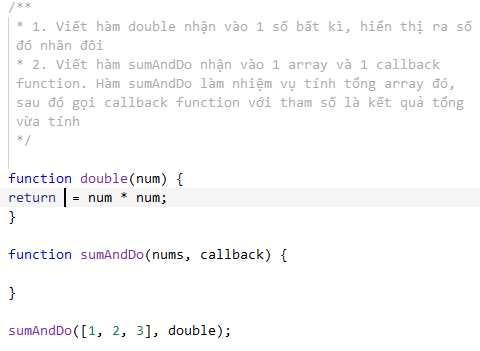 /**
* 1. Viết hàm double nhận vào 1 số bất kì, hiển thị ra số
đó nhân đôi
* 2. Viết hàm sumAndDo nhận vào 1 array và 1 callback
function. Hàm sumAndDo làm nhiệm vụ tính tổng array đó,
sau đó gọi callback function với tham số là kết quả tổng
vừa tính
*/
function double(num) {
return = num * num;
}
function sumAndDo(nums, callback) {
}
sumAndDo([1, 2, 3], double);